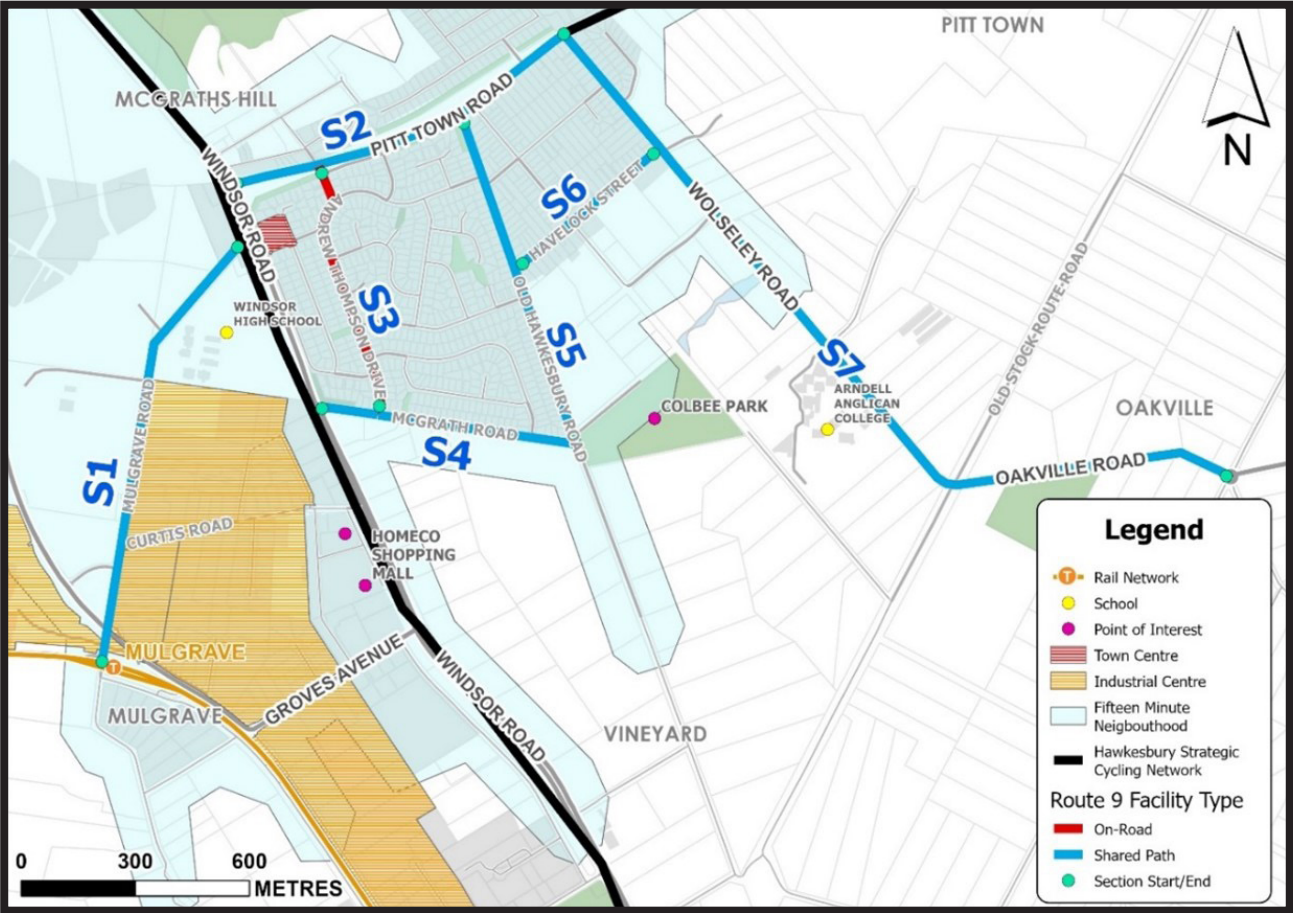 PITT TOWN
N
MCGRATHS HILL
S2
PITT TOWN ROAD
WINDSOR ROAD
S6
HAVELOCK STREET
WOLSELEY ROAD
ANDREW THOMPSON DRIVE
S3
WINDSOR
HIGH SCHOOL
OLD HAWKESBURY ROAD
S5
S7
OLD-STOCK-ROUTE-ROAD
ARNDELL
ANGLICAN
COLLEGE
COLBEE PARK
OAKVILLE
MCGRATH ROAD
S4
MULGRAVE ROAD
S1
OAKVILLE ROAD
CURTIS ROAD
HOMECO
SHOPPING
MALL
MULGRAVE
T
MULGRAVE
GROVES AVENUE
WINDSOR ROAD
VINEYARD
0 300 600
METRES
Legend
T Rail Network
School
Point of Interest
Town Centre
Industrial Centre
Fifteen Minute
Neigbouthood
Hawkesbury Strategic
Cycling Network
Route 9 Facility Type
On-Road
Shared Path
Section Start/End